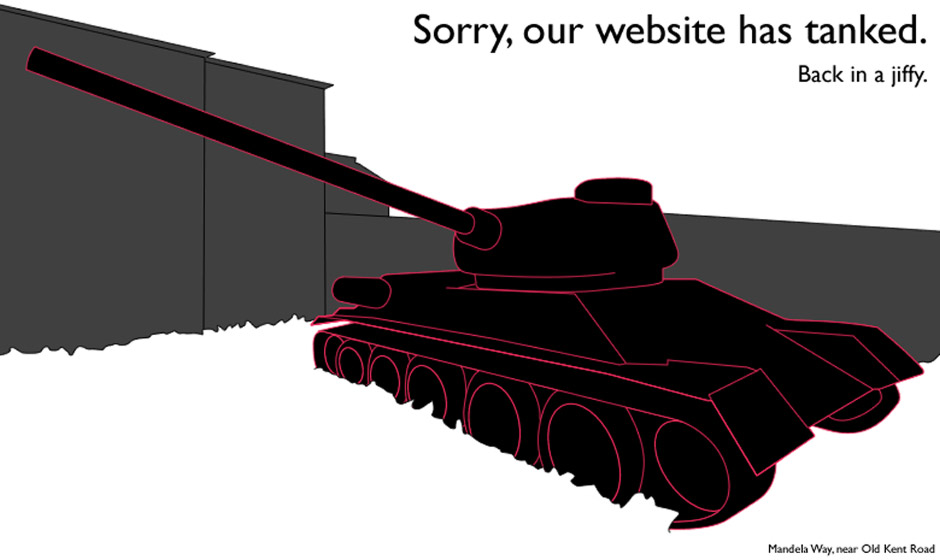 Sorry, our website has tanked.
Back in a jiffy.
Mandela Way, near Old Kent Road